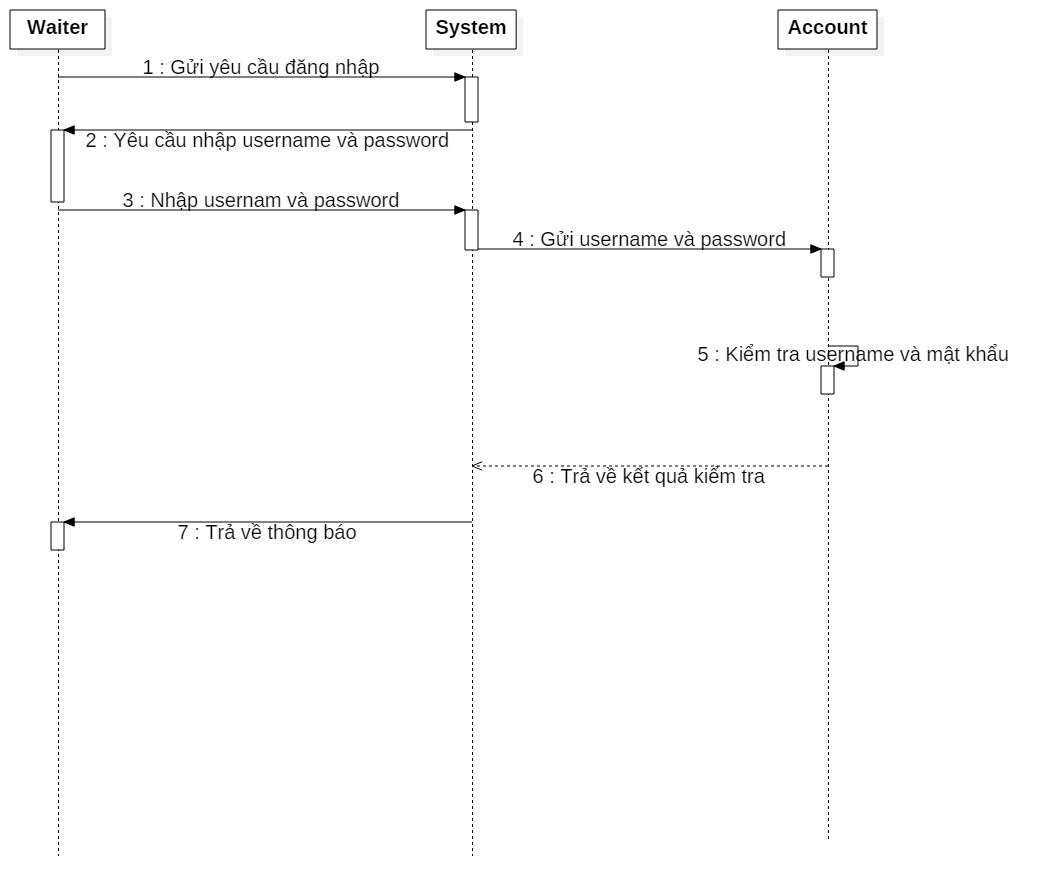 Waiter
System
Account
1 : Gửi yêu cầu đăng nhập
2 : Yêu cầu nhập username và password
3 : Nhập usernam và password
4 : Gửi username và password
5 : Kiểm tra username và mật khẩu
6 : Trả về kết quả kiểm tra
7 : Trả về thông báo